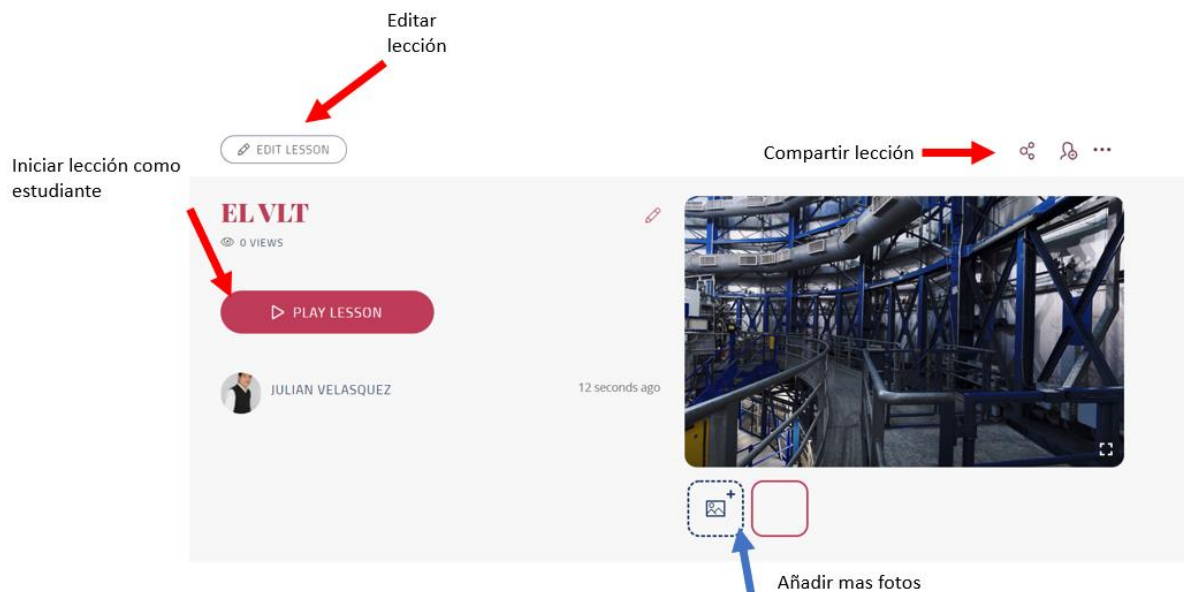 Editar
lección
EDIT LESSON
Compartir lección
Iniciar lección como
estudiante
EL VLT
0 VIEWS
PLAY LESSON
JULIAN VELASQUEZ
12 seconds ago
Añadir mas fotos